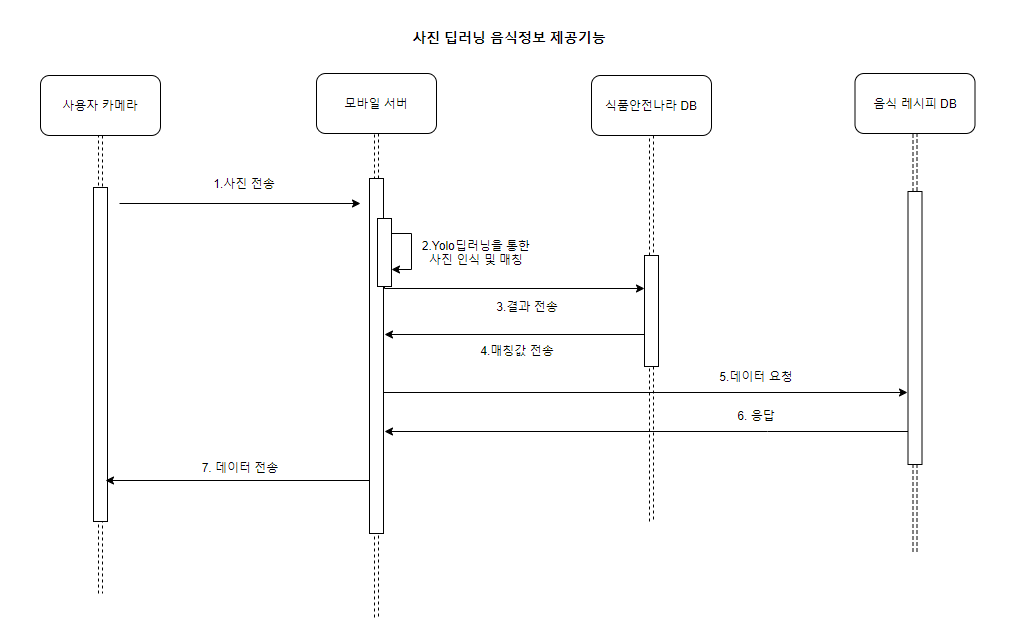 사진 딥러닝 음식정보 제공기능
사용자 카메라
모바일 서버
식품안전나라 DB
음식 레시피 DB
1.사진 전송
2.Yolo딥러닝을 통한
사진 인식 및 매칭
3.결과 전송
4.매칭값 전송
5.데이터 요청
6. 응답
7. 데이터 전송